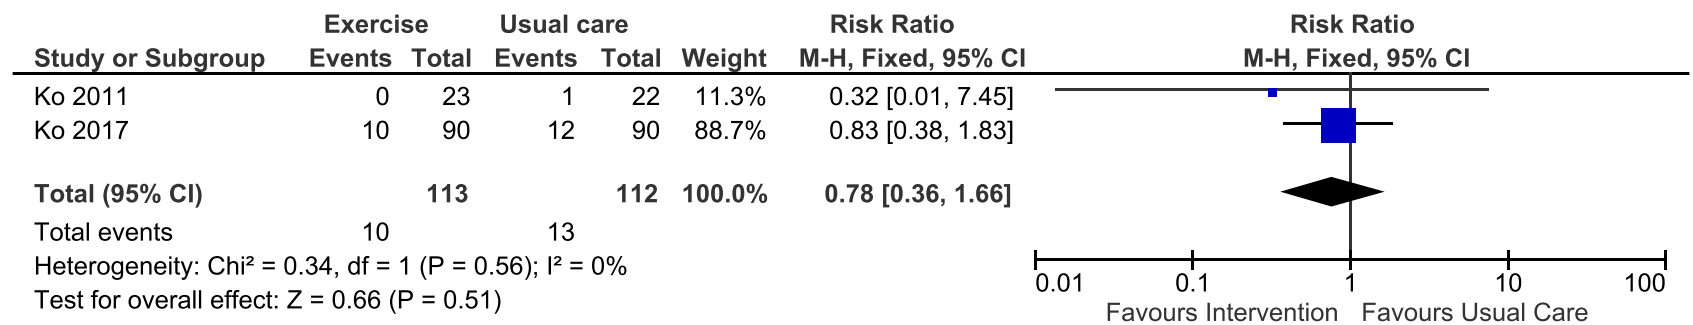 Exercise Usual care Risk Ratio Risk Ratio
Study or Subgroup Events Total Events Total Weight M-H, Fixed, 95% CI M-H, Fixed, 95% CI
Ko 2011 0 23 1 22 11.3% 0.32 [0.01, 7.45]
Ko 2017 10 90 12 90 88.7% 0.83 [0.38, 1.83]
Total (95% CI) 113 112 100.0% 0.78 [0.36, 1.66]
Total events 10 13
Heterogeneity: Chi² = 0.34, df = 1 (P = 0.56); I² = 0%
Test for overall effect: Z = 0.66 (P = 0.51)
0.01 0.1 1 10 100
Favours Intervention Favours Usual Care